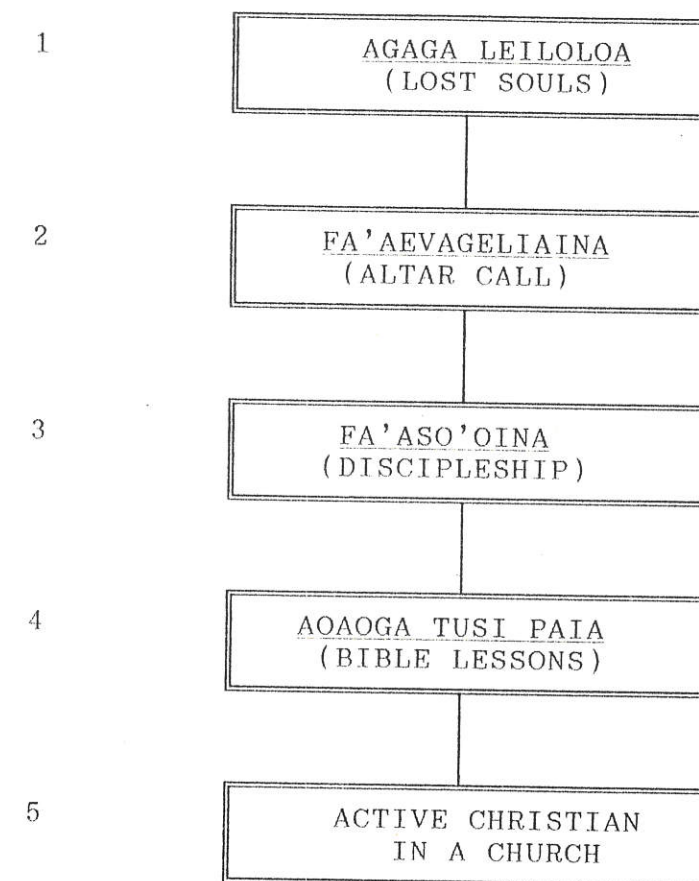 1
AGAGA LEILOLOA
(LOST SOULS)
2
FA'AEVAGELIAINA
(ALTAR CALL)
3
FA'ASO'OINA
(DISCIPLESHIP)
4
AOAOGA TUSI PAIA
(BIBLE LESSONS)
5
ACTIVE CHRISTIAN
IN A CHURCH